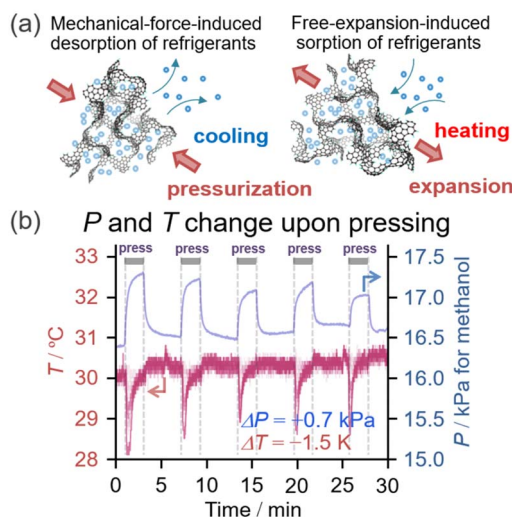 (a)
Mechanical-force-induced
desorption of refrigerants
Free-expansion-induced
sorption of refrigerants
cooling
heating
pressurization
expansion
(b)
P and T change upon pressing
press press press press press
33
32
31
30
29
28
T / ºC
17.5
17.0
16.5
16.0
15.5
15.0
P / kPa for methanol
ΔP = +0.7 kPa
ΔT = −1.5 K
0 5 10 15 20 25 30
Time / min